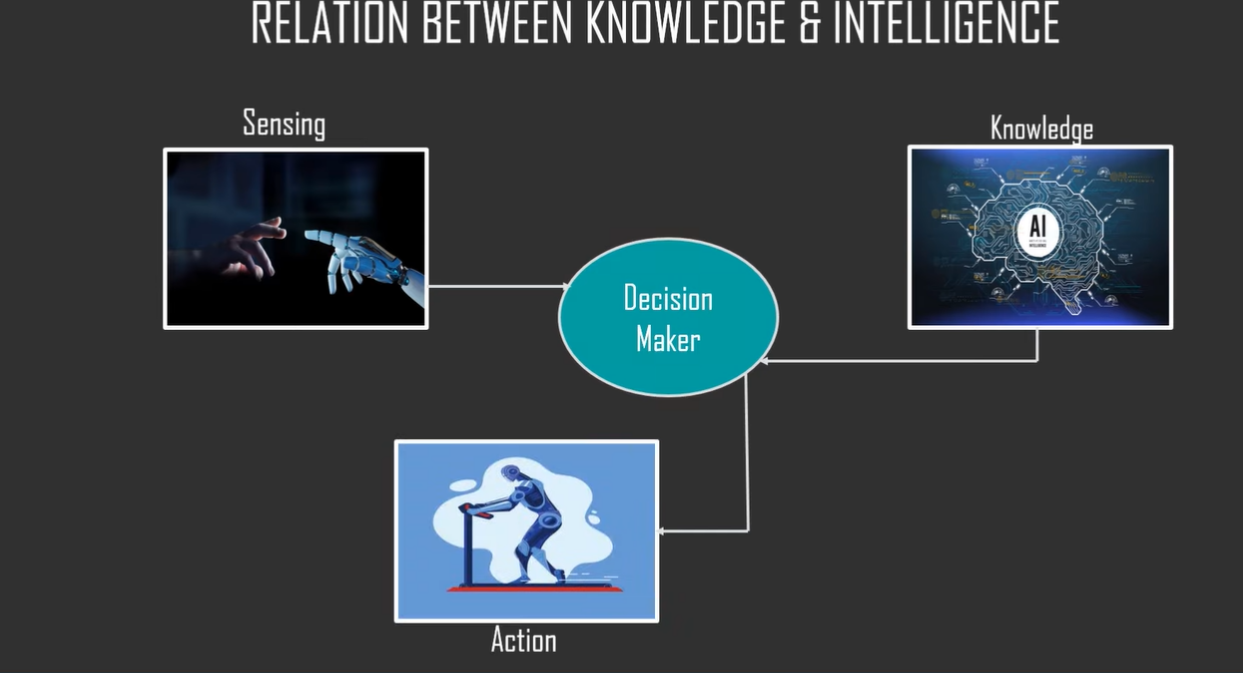 RELATION BETWEEN KNOWLEDGE & INTELLIGENCE
Sensing
Knowledge
AI
Decision
Maker
Action